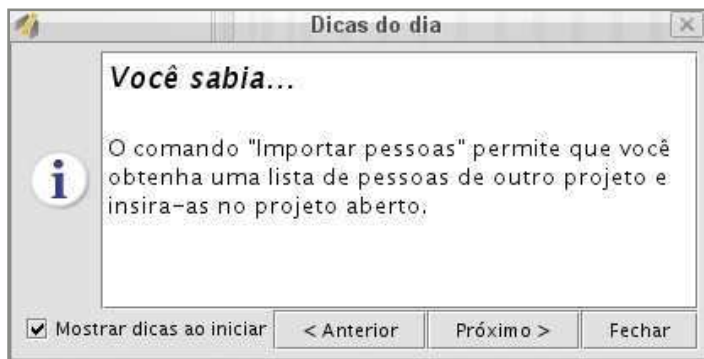 Dicas do dia
Você sabia...
O comando "Importar pessoas" permite que você
obtenha uma lista de pessoas de outro projeto e
insira-as no projeto aberto.
Mostrar dicas ao iniciar
< Anterior
Próximo >
Fechar